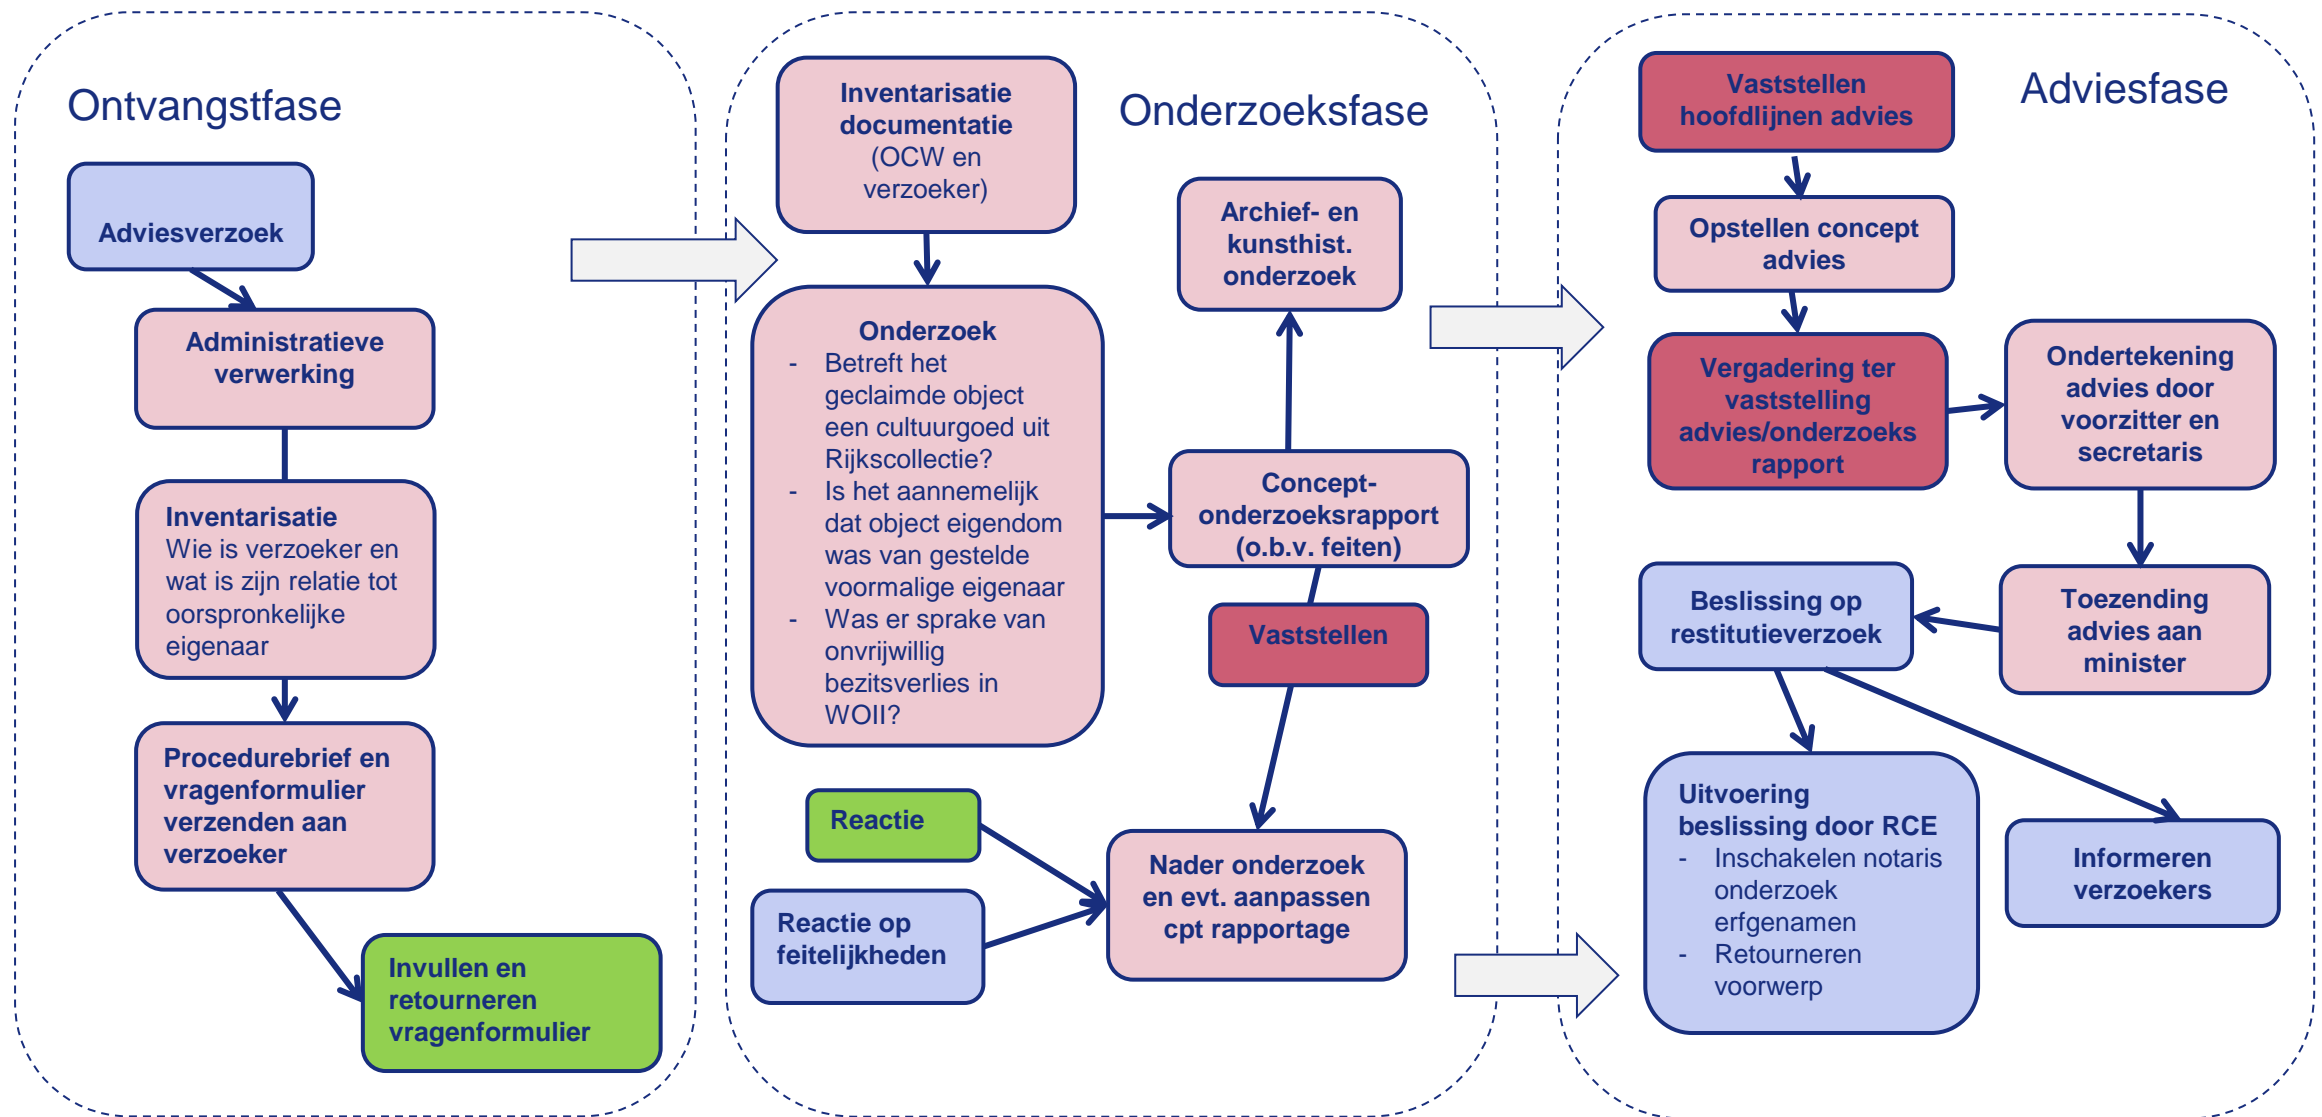 Ontvangstfase
Adviesverzoek
Administratieve
verwerking
Inventarisatie
Wie is verzoeker en
wat is zijn relatie tot
oorspronkelijke
eigenaar
Procedurebrief en
vragenformulier
verzenden aan
verzoeker
Invullen en
retourneren
vragenformulier
Onderzoeksfase
Inventarisatie
documentatie
(OCW en
verzoeker)
Onderzoek
- Betreft het
geclaimde object
een cultuurgoed uit
Rijkscollectie?
- Is het aannemelijk
dat object eigendom
was van gestelde
voormalige eigenaar
- Was er sprake van
onvrijwillig
bezitsverlies in
WOII?
Archief- en
kunsthist.
onderzoek
Concept-
onderzoeksrapport
(o.b.v. feiten)
Vaststellen
Reactie
Reactie op
feitelijkheden
Nader onderzoek
en evt. aanpassen
cpt rapportage
Adviesfase
Vaststellen
hoofdlijnen advies
Opstellen concept
advies
Vergadering ter
vaststelling
advies/onderzoeks
rapport
Ondertekening
advies door
voorzitter en
secretaris
Toezending
advies aan
minister
Beslissing op
restitutieverzoek
Uitvoering
beslissing door RCE
- Inschakelen notaris
onderzoek
erfgenamen
- Retourneren
voorwerp
Informeren
verzoekers